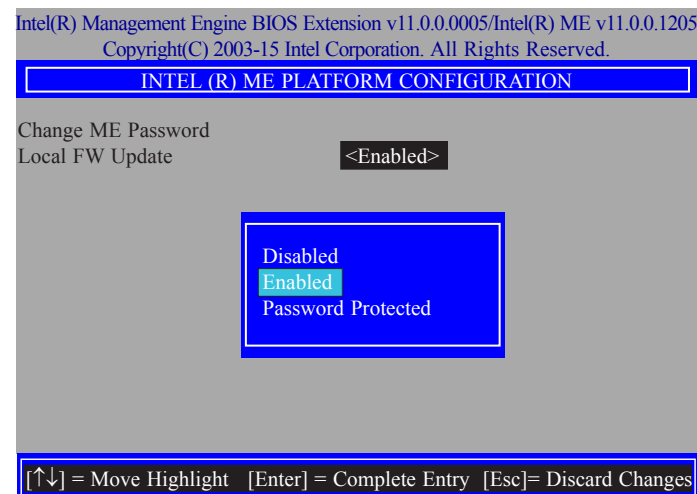 Intel(R) Management Engine BIOS Extension v11.0.0.0005/Intel(R) ME v11.0.0.1205
Copyright(C) 2003-15 Intel Corporation. All Rights Reserved.
INTEL (R) ME PLATFORM CONFIGURATION
Change ME Password
Local FW Update <Enabled>
Disabled
Enabled
Password Protected
[↑↓] = Move Highlight [Enter] = Complete Entry [Esc]= Discard Changes